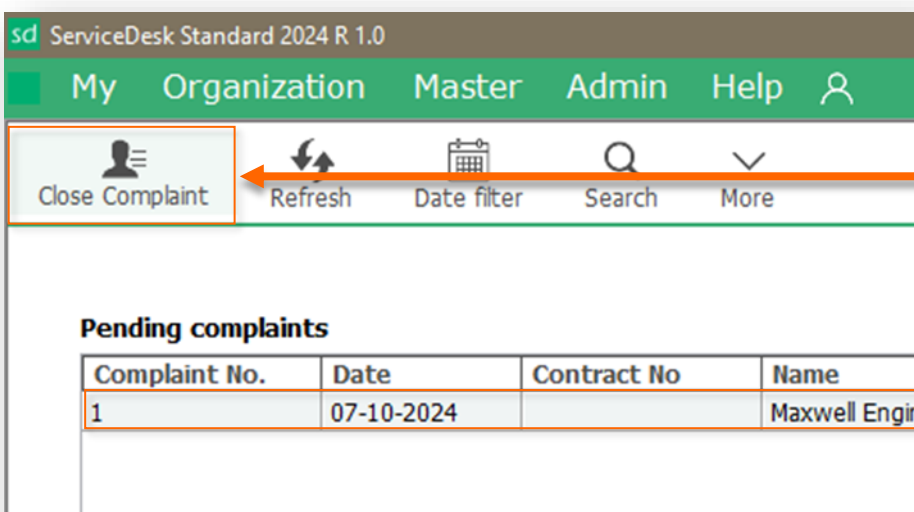 sd ServiceDesk Standard 2024 R 1.0
My Organization Master Admin Help
Close Complaint Refresh Date filter Search More
Pending complaints
Complaint No. Date Contract No Name
1 07-10-2024 Maxwell